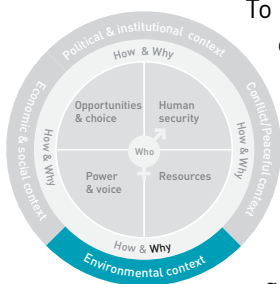 To
Political & institutional context
How & Why
Economic & social context
Conflict/Peaceful context
How & Why
How & Why
Opportunities
& choice
Human
security
Who
Power
& voice
Resources
How & Why
Environmental context